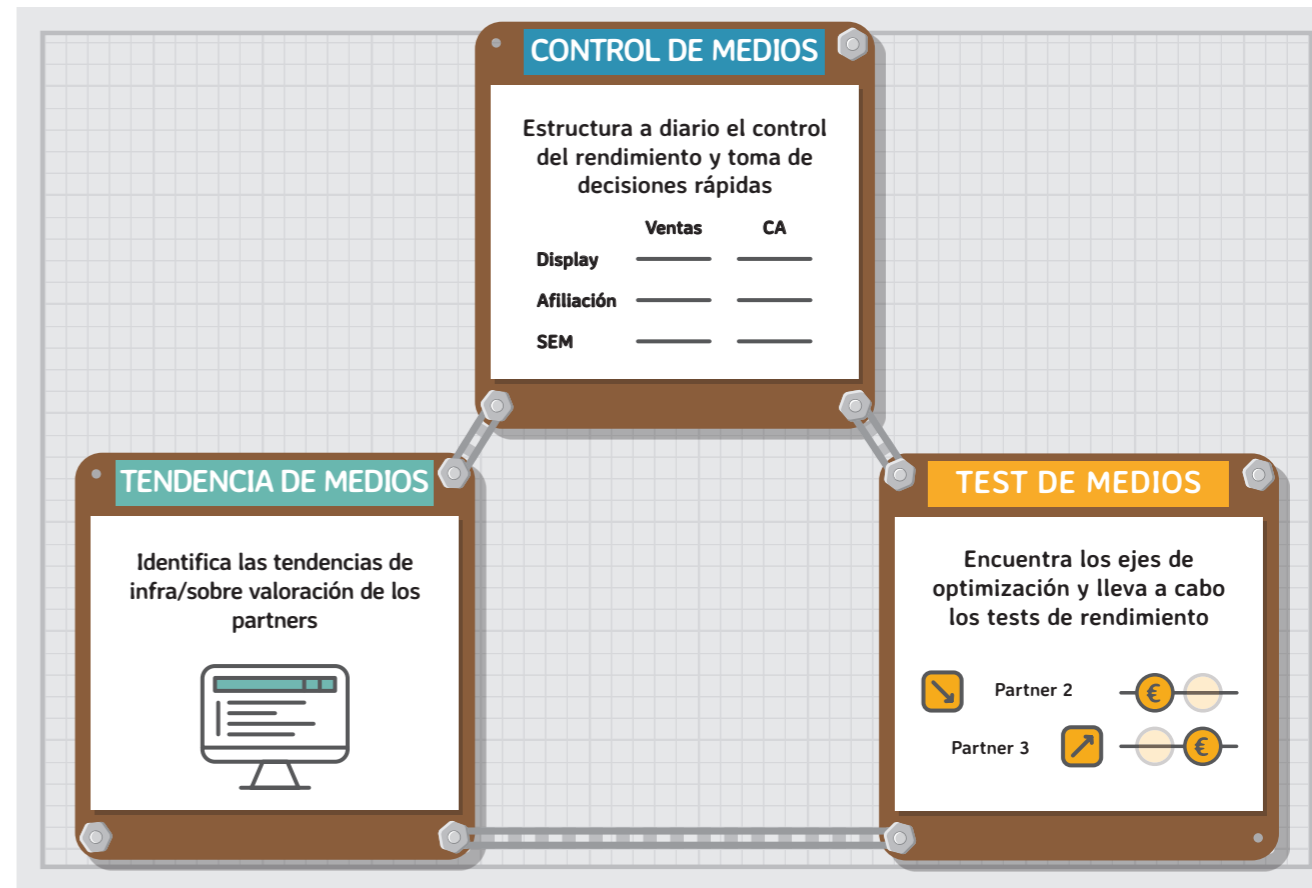 CONTROL DE MEDIOS
Estructura a diario el control
del rendimiento y toma de
decisiones rápidas
Ventas CA
Display
Afiliación
SEM
TENDENCIA DE MEDIOS
Identifica las tendencias de
infra/sobre valoración de los
partners
TEST DE MEDIOS
Encuentra los ejes de
optimización y lleva a cabo
los tests de rendimiento
Partner 2 €
Partner 3 €